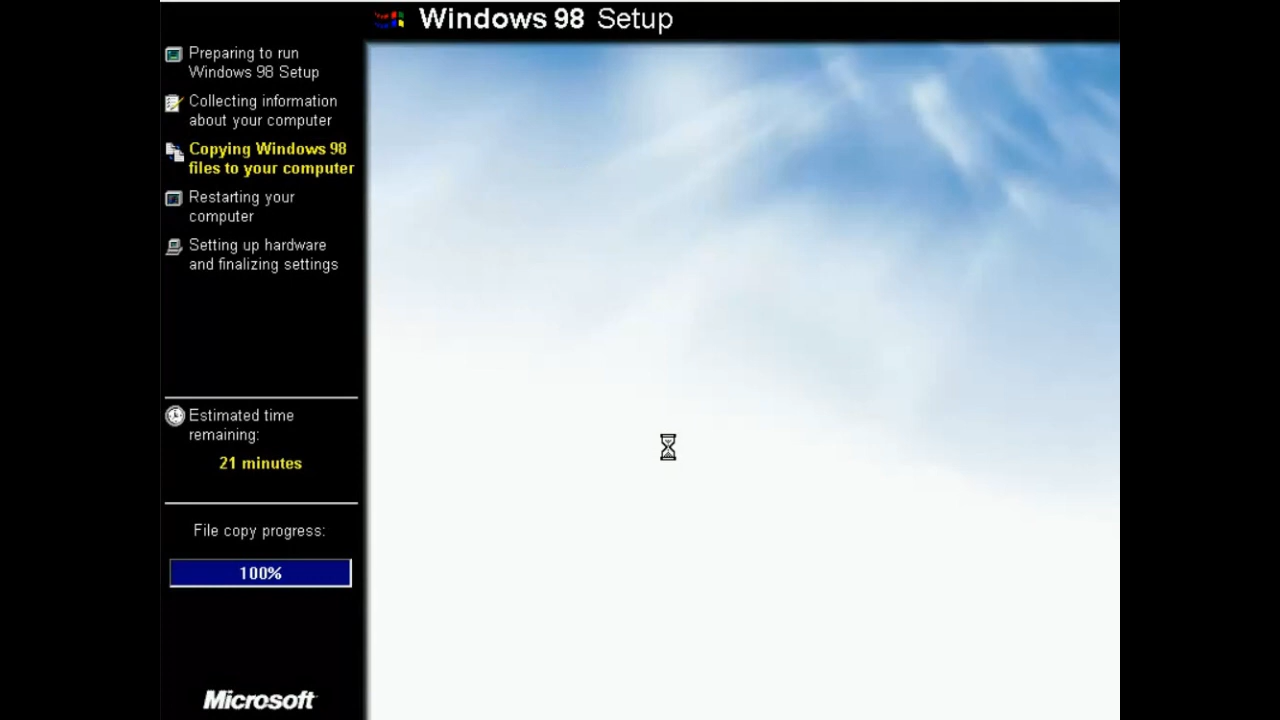 Windows 98 Setup
Preparing to run
Windows 98 Setup
Collecting information
about your computer
Copying Windows 98
files to your computer
Restarting your
computer
Setting up hardware
and finalizing settings
Estimated time
remaining:
21 minutes
File copy progress:
100%
Microsoft